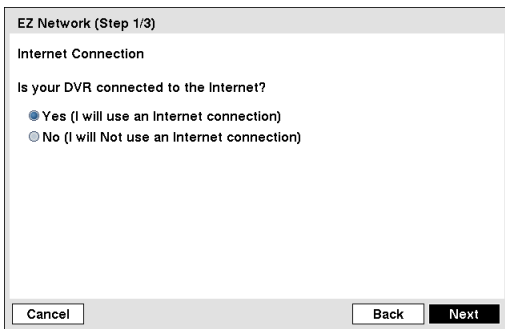 EZ Network (Step 1/3)
Internet Connection
Is your DVR connected to the Internet?
Yes (I will use an Internet connection)
No (I will Not use an Internet connection)
Cancel Back Next